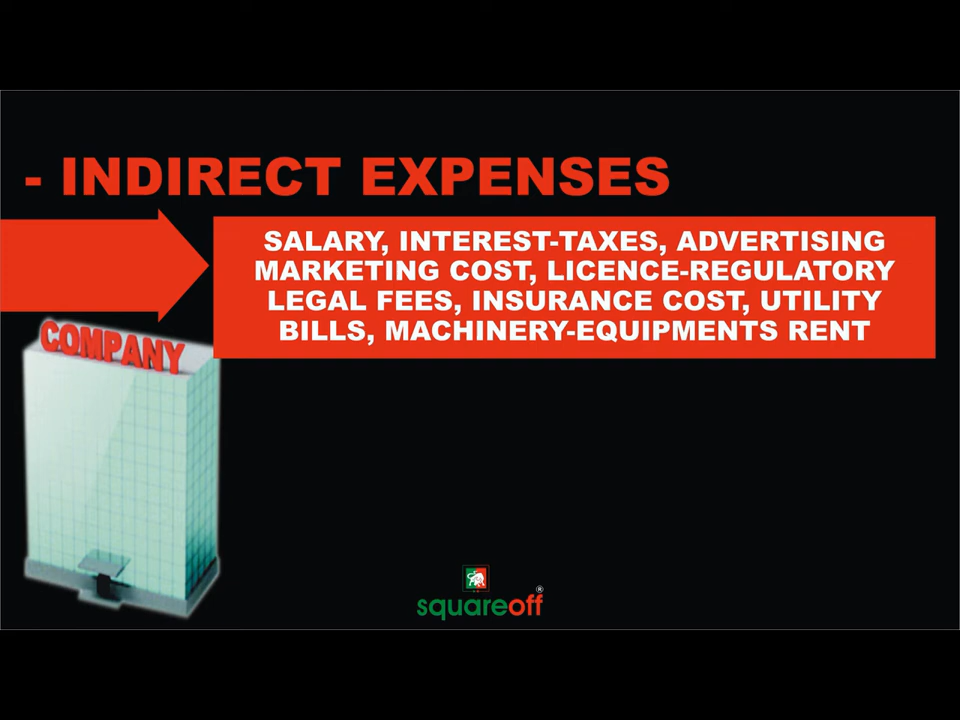 - INDIRECT EXPENSES
SALARY, INTEREST-TAXES, ADVERTISING
MARKETING COST, LICENCE-REGULATORY
LEGAL FEES, INSURANCE COST, UTILITY
BILLS, MACHINERY-EQUIPMENTS RENT
COMPANY
squareoff®